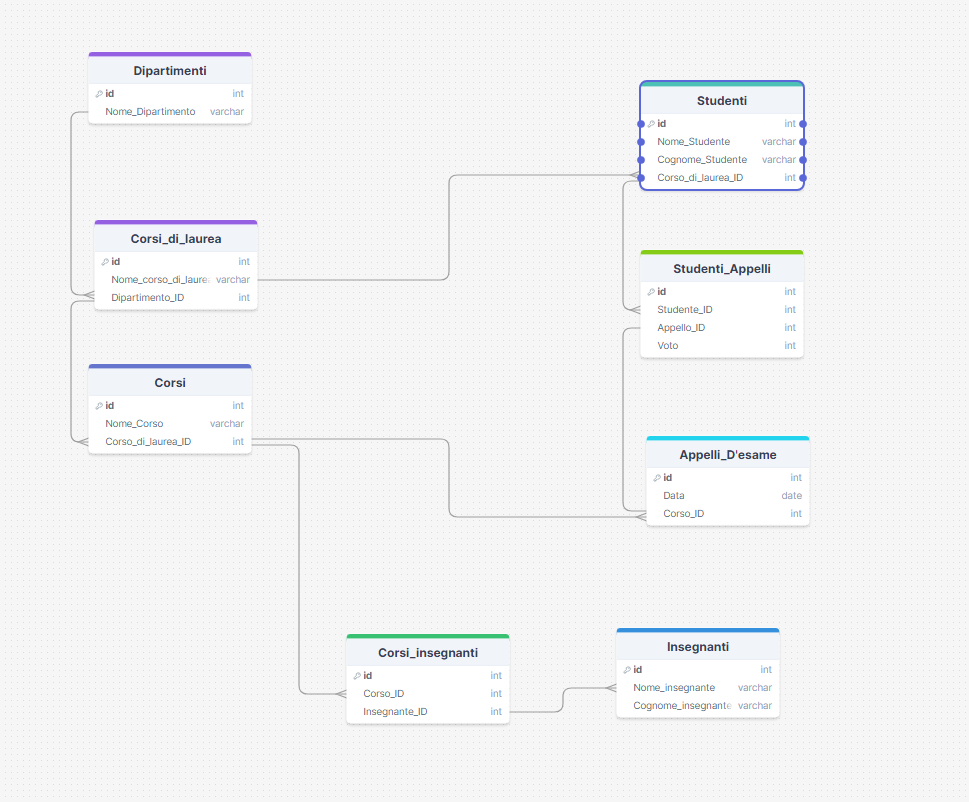 Dipartimenti
id int
Nome_Dipartimento varchar
Studenti
id int
Nome_Studente varchar
Cognome_Studente varchar
Corso_di_laurea_ID int
Corsi_di_laurea
id int
Nome_corso_di_laure varchar
Dipartimento_ID int
Studenti_Appelli
id int
Studente_ID int
Appello_ID int
Voto int
Corsi
id int
Nome_Corso varchar
Corso_di_laurea_ID int
Appelli_D'esame
id int
Data date
Corso_ID int
Corsi_insegnanti
id int
Corso_ID int
Insegnante_ID int
Insegnanti
id int
Nome_insegnante varchar
Cognome_insegnante varchar